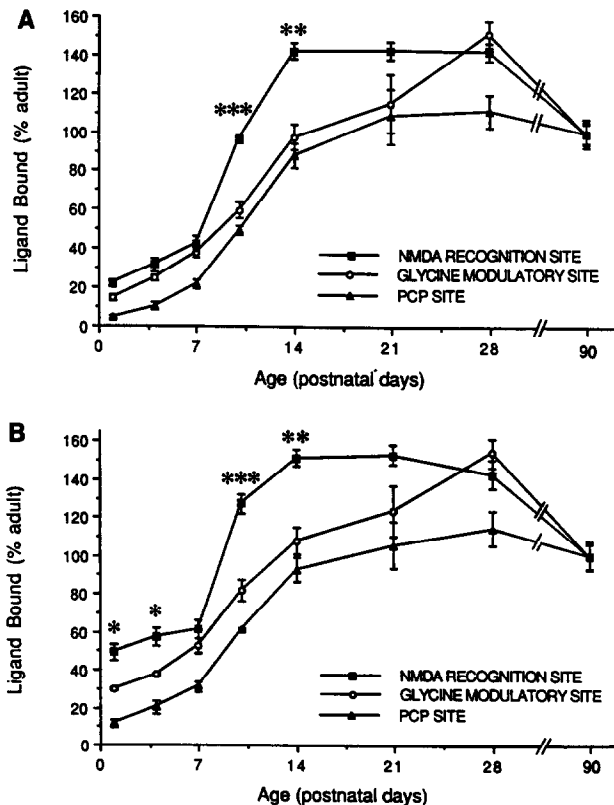 A
Ligand Bound (% adult)
160
140
120
100
80
60
40
20
0
***
**
NMDA RECOGNITION SITE
GLYCINE MODULATORY SITE
PCP SITE
0 7 14 21 28 90
Age (postnatal days)
B
Ligand Bound (% adult)
160
140
120
100
80
60
40
20
0
*
*
***
**
NMDA RECOGNITION SITE
GLYCINE MODULATORY SITE
PCP SITE
0 7 14 21 28 90
Age (postnatal days)